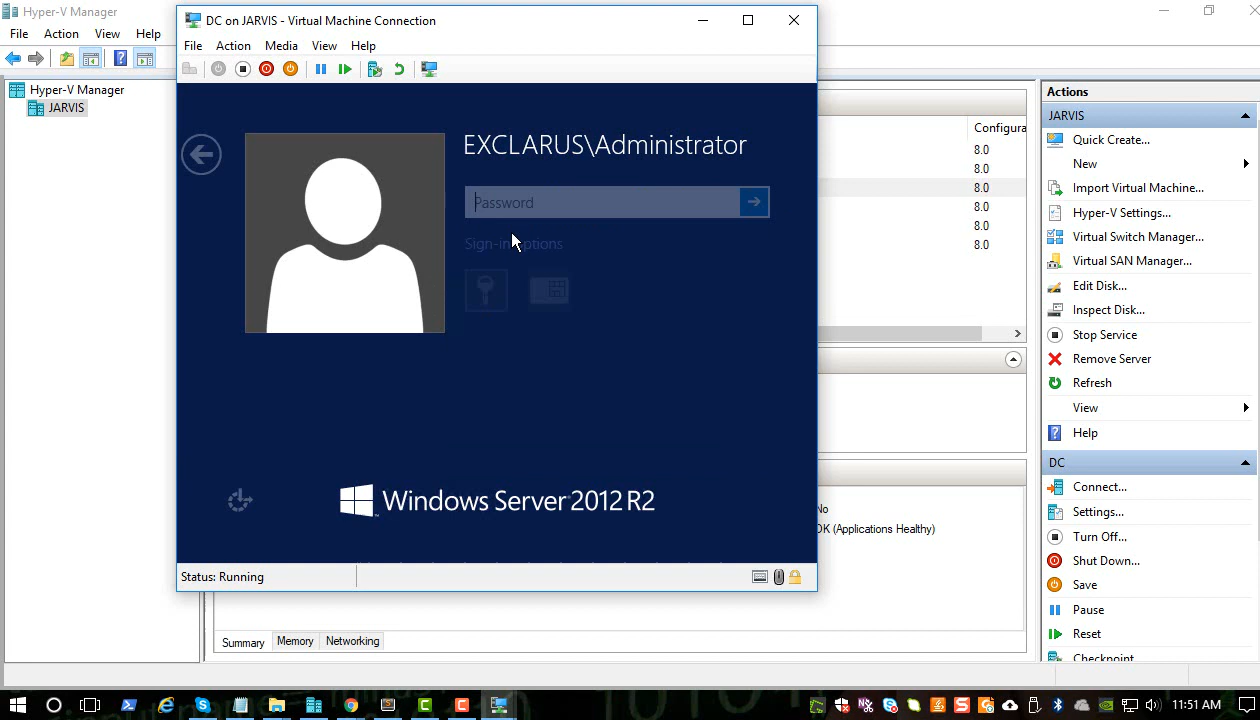 Hyper-V Manager
File Action View Help
Hyper-V Manager
JARVIS
DC on JARVIS - Virtual Machine Connection
File Action Media View Help
EXCLARUS\Administrator
Password
Sign-in options
Windows Server 2012 R2
Status: Running
Configura
8.0
8.0
8.0
8.0
8.0
8.0
No
OK (Applications Healthy)
Summary Memory Networking
Actions
JARVIS
Quick Create...
New
Import Virtual Machine...
Hyper-V Settings...
Virtual Switch Manager...
Virtual SAN Manager...
Edit Disk...
Inspect Disk...
Stop Service
Remove Server
Refresh
View
Help
DC
Connect...
Settings...
Turn Off...
Shut Down...
Save
Pause
Reset
Checkpoint
11:51 AM